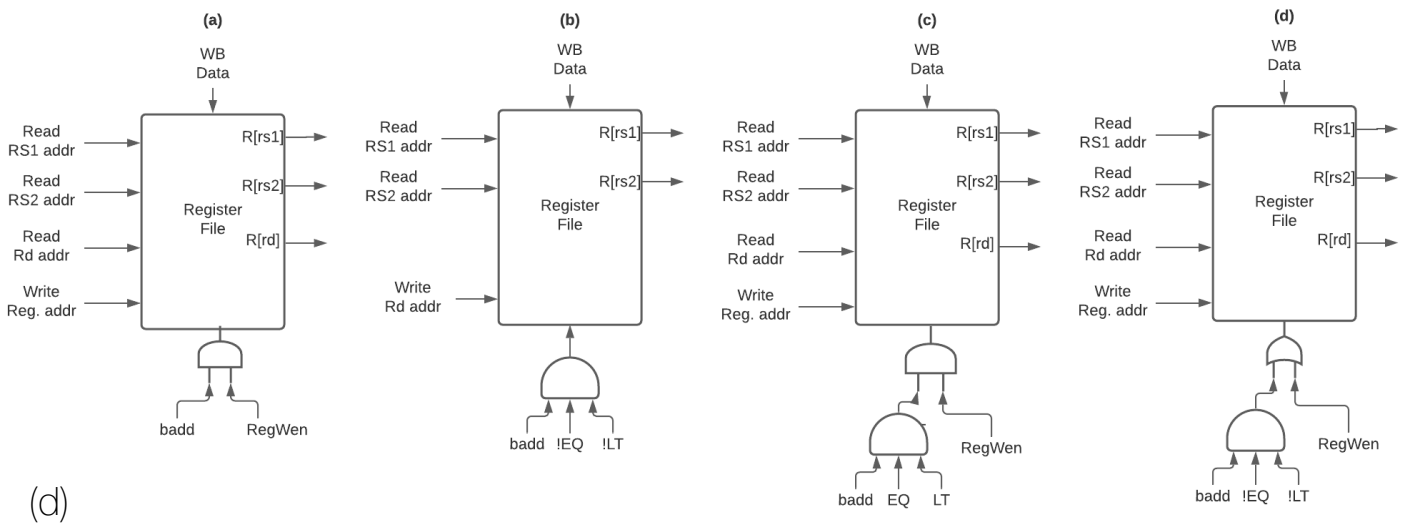 (a)
WB
Data
Read
RS1 addr
Read
RS2 addr
Read
Rd addr
Write
Reg. addr
R[rs1]
R[rs2]
Register
File
R[rd]
badd
RegWen
(b)
WB
Data
Read
RS1 addr
Read
RS2 addr
Write
Rd addr
R[rs1]
R[rs2]
Register
File
badd !EQ !LT
(c)
WB
Data
Read
RS1 addr
Read
RS2 addr
Read
Rd addr
Write
Reg. addr
R[rs1]
R[rs2]
Register
File
R[rd]
RegWen
badd EQ LT
(d)
WB
Data
Read
RS1 addr
Read
RS2 addr
Read
Rd addr
Write
Reg. addr
R[rs1]
R[rs2]
Register
File
R[rd]
RegWen
badd !EQ !LT
(d)